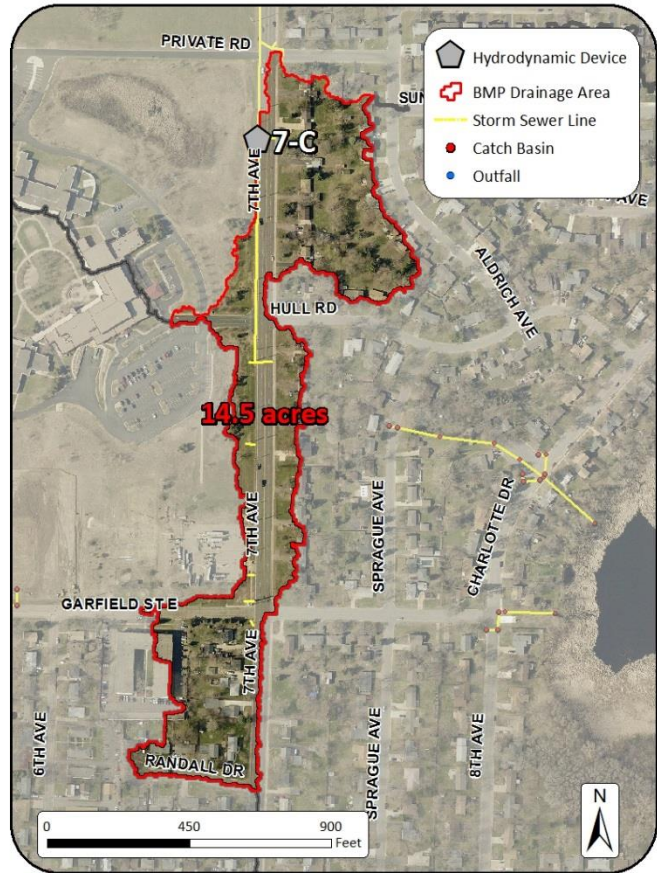 PRIVATE RD
Hydrodynamic Device
BMP Drainage Area
Storm Sewer Line
Catch Basin
Outfall
SUN
7-C
7TH AVE
AVE
ALDRICH AVE
HULL RD
14.5 acres
SPRAGUE AVE
CHARLOTTE DR
7TH AVE
GARFIELD ST E
7TH AVE
6TH AVE
RANDALL DR
SPRAGUE AVE
8TH AVE
N
0 450 900
Feet